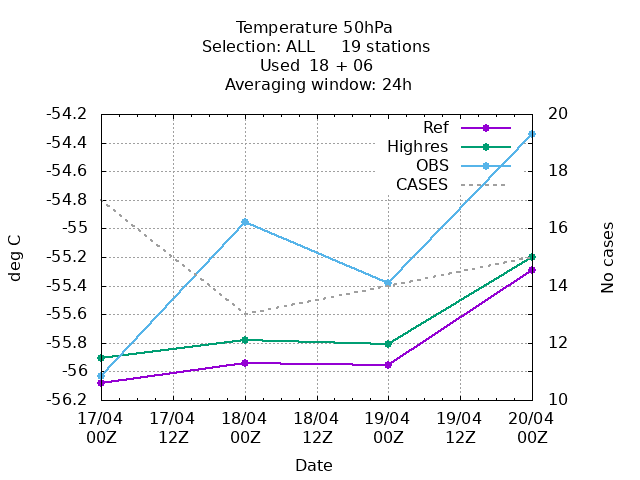 Temperature 50hPa
Selection: ALL 19 stations
Used 18 + 06
Averaging window: 24h
-54.2
-54.4
-54.6
-54.8
-55
-55.2
-55.4
-55.6
-55.8
-56
-56.2
deg C
20
18
16
14
12
10
No cases
Ref
Highres
OBS
CASES
17/04 17/04 18/04 18/04 19/04 19/04 20/04
00Z 12Z 00Z 12Z 00Z 12Z 00Z
Date